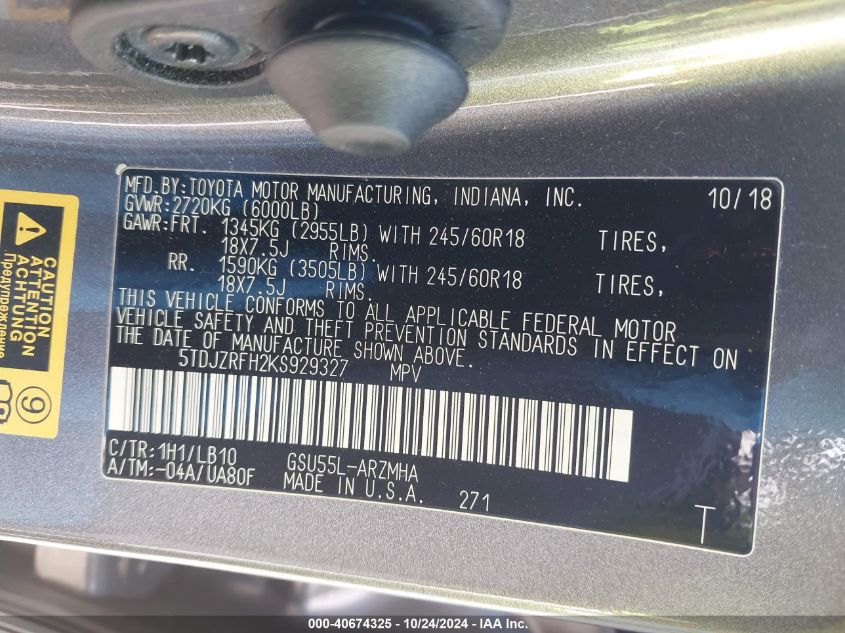 MFD.BY:TOYOTA MOTOR MANUFACTURING, INDIANA, INC. 10/18
GVWR:2720KG (6000LB)
GAWR:FRT. 1345KG (2955LB) WITH 245/60R18 TIRES,
18X7.5J RIMS.
RR. 1590KG (3505LB) WITH 245/60R18 TIRES,
18X7.5J RIMS.
THIS VEHICLE CONFORMS TO ALL APPLICABLE FEDERAL MOTOR
VEHICLE SAFETY AND THEFT PREVENTION STANDARDS IN EFFECT ON
THE DATE OF MANUFACTURE SHOWN ABOVE.
5TDJZRFH2KS929327 MPV
C/TR:1H1/LB10 GSU55L-ARZMHA
A/TM:-04A/UA80F MADE IN U.S.A. 271
T
CAUTION
ATTENTION
ACHTUNG
Предупреждение
9
000-40674325 - 10/24/2024 - IAA Inc.